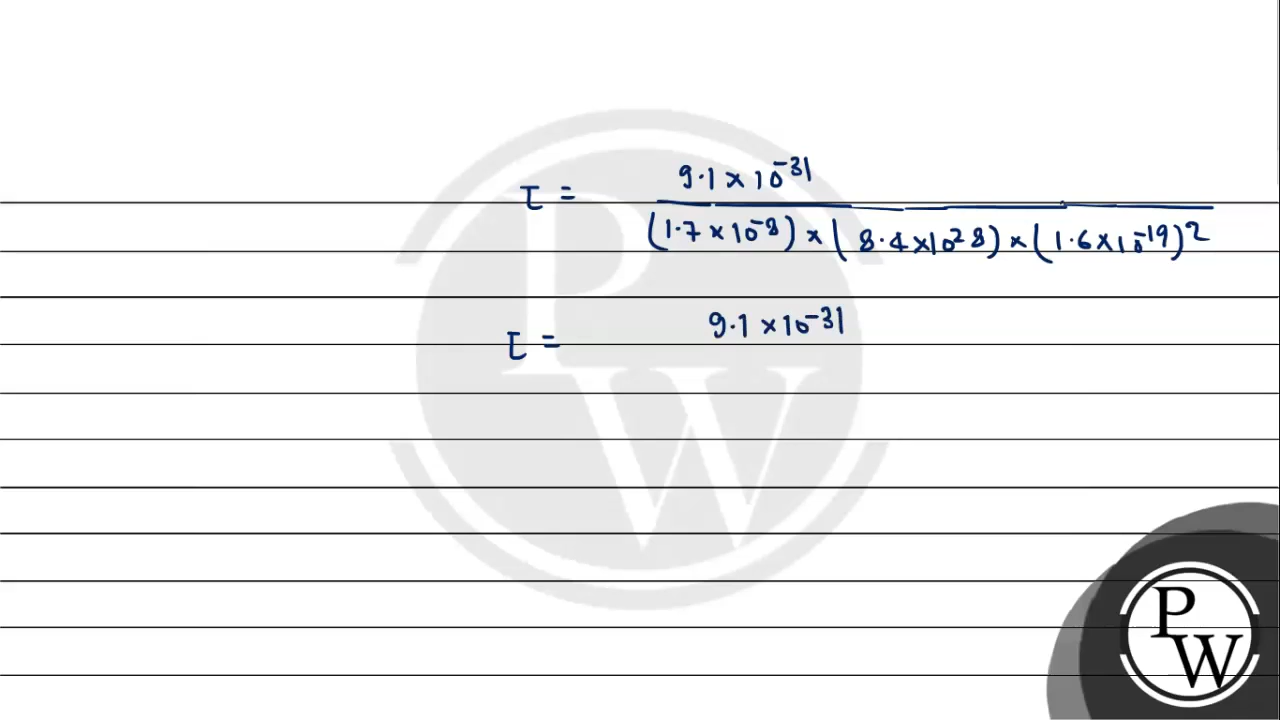 τ = 9.1 × 10⁻³¹
(1.7 × 10⁻⁸) × (8.4 × 10²⁸) × (1.6 × 10⁻¹⁹)²
τ = 9.1 × 10⁻³¹
PW
PW